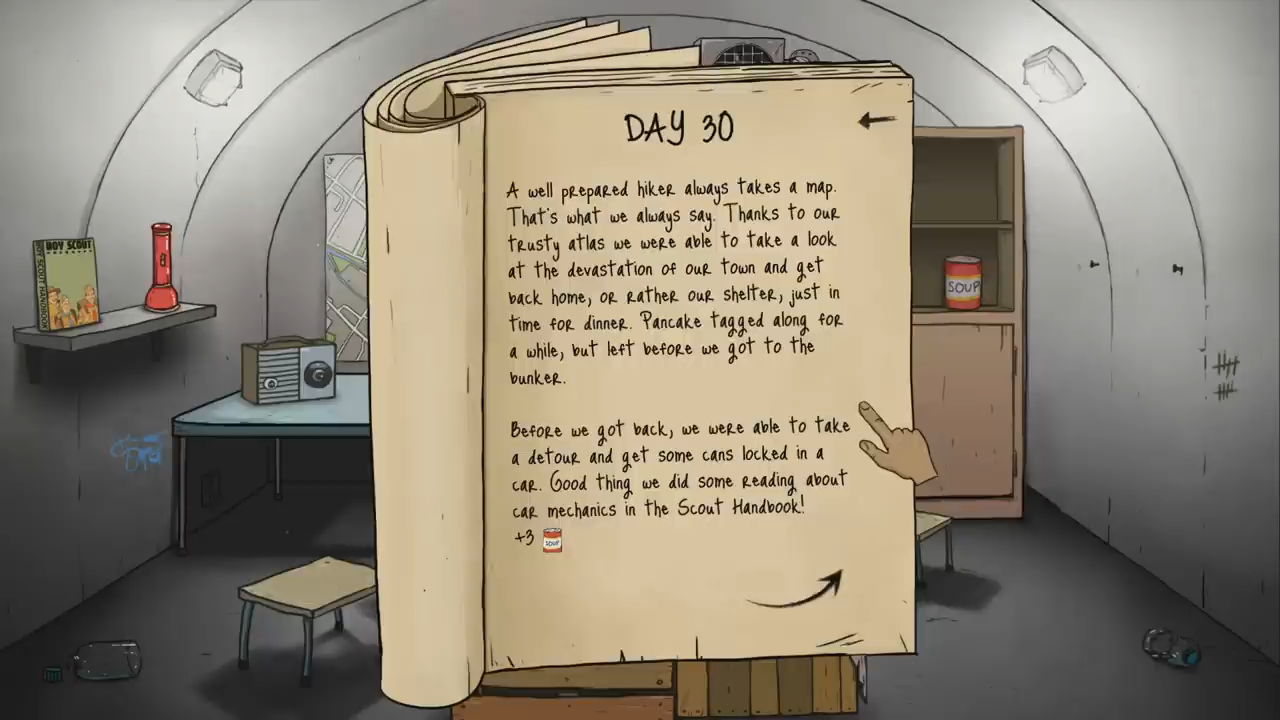 DAY 30
A well prepared hiker always takes a map.
That's what we always say. Thanks to our
trusty atlas we were able to take a look
at the devastation of our town and get
back home, or rather our shelter, just in
time for dinner. Pancake tagged along for
a while, but left before we got to the
bunker.
Before we got back, we were able to take
a detour and get some cans locked in a
car. Good thing we did some reading about
car mechanics in the Scout Handbook!
+3 SOUP
BOY SCOUT
BOY SCOUT HANDBOOK
SOUP